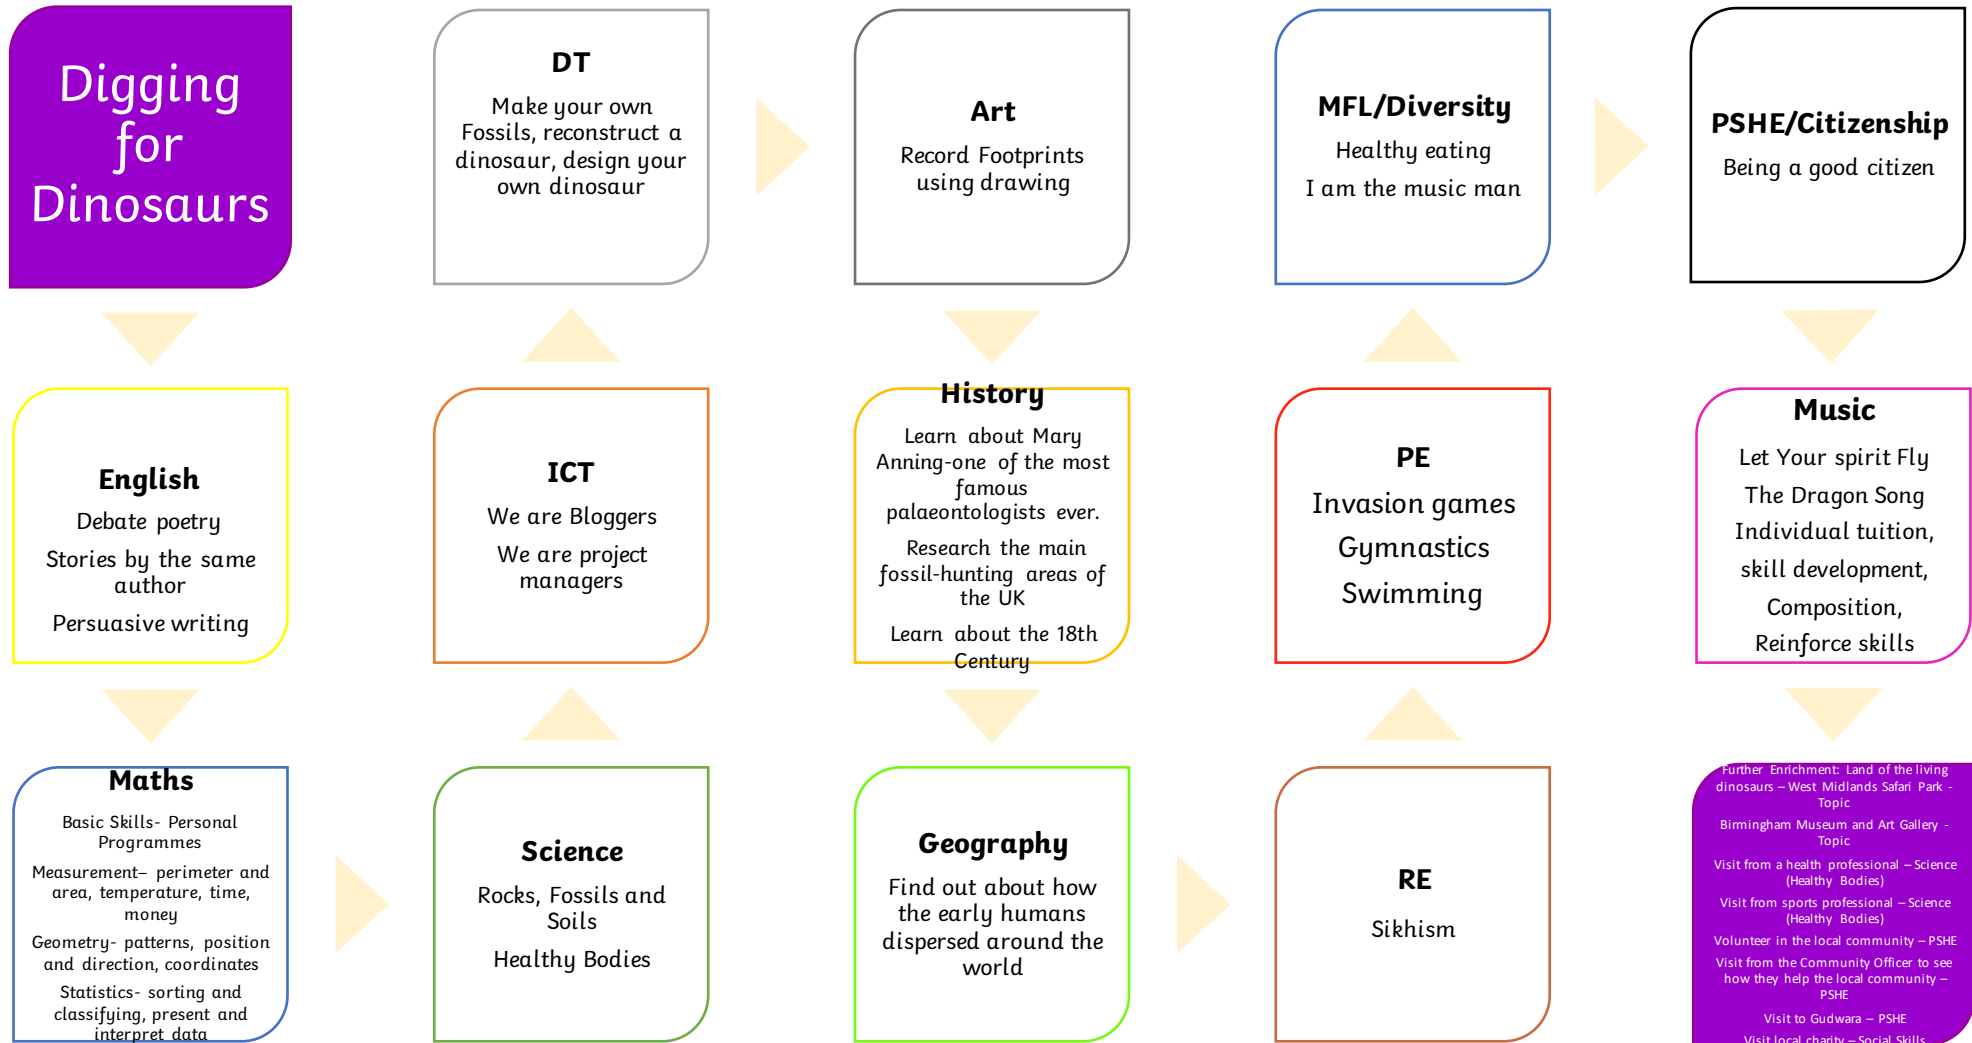 Digging
for
Dinosaurs
English
Debate poetry
Stories by the same
author
Persuasive writing
Maths
Basic Skills- Personal
Programmes
Measurement– perimeter and
area, temperature, time,
money
Geometry- patterns, position
and direction, coordinates
Statistics- sorting and
classifying, present and
interpret data
Science
Rocks, Fossils and
Soils
Healthy Bodies
ICT
We are Bloggers
We are project
managers
DT
Make your own
Fossils, reconstruct a
dinosaur, design your
own dinosaur
Art
Record Footprints
using drawing
History
Learn about Mary
Anning-one of the most
famous
palaeontologists ever.
Research the main
fossil-hunting areas of
the UK
Learn about the 18th
Century
Geography
Find out about how
the early humans
dispersed around the
world
RE
Sikhism
PE
Invasion games
Gymnastics
Swimming
MFL/Diversity
Healthy eating
I am the music man
PSHE/Citizenship
Being a good citizen
Music
Let Your spirit Fly
The Dragon Song
Individual tuition,
skill development,
Composition,
Reinforce skills
Further Enrichment: Land of the living
dinosaurs – West Midlands Safari Park -
Topic
Birmingham Museum and Art Gallery -
Topic
Visit from a health professional – Science
(Healthy Bodies)
Visit from sports professional – Science
(Healthy Bodies)
Volunteer in the local community – PSHE
Visit from the Community Officer to see
how they help the local community –
PSHE
Visit to Gudwara – PSHE
Visit local charity – Social Skills